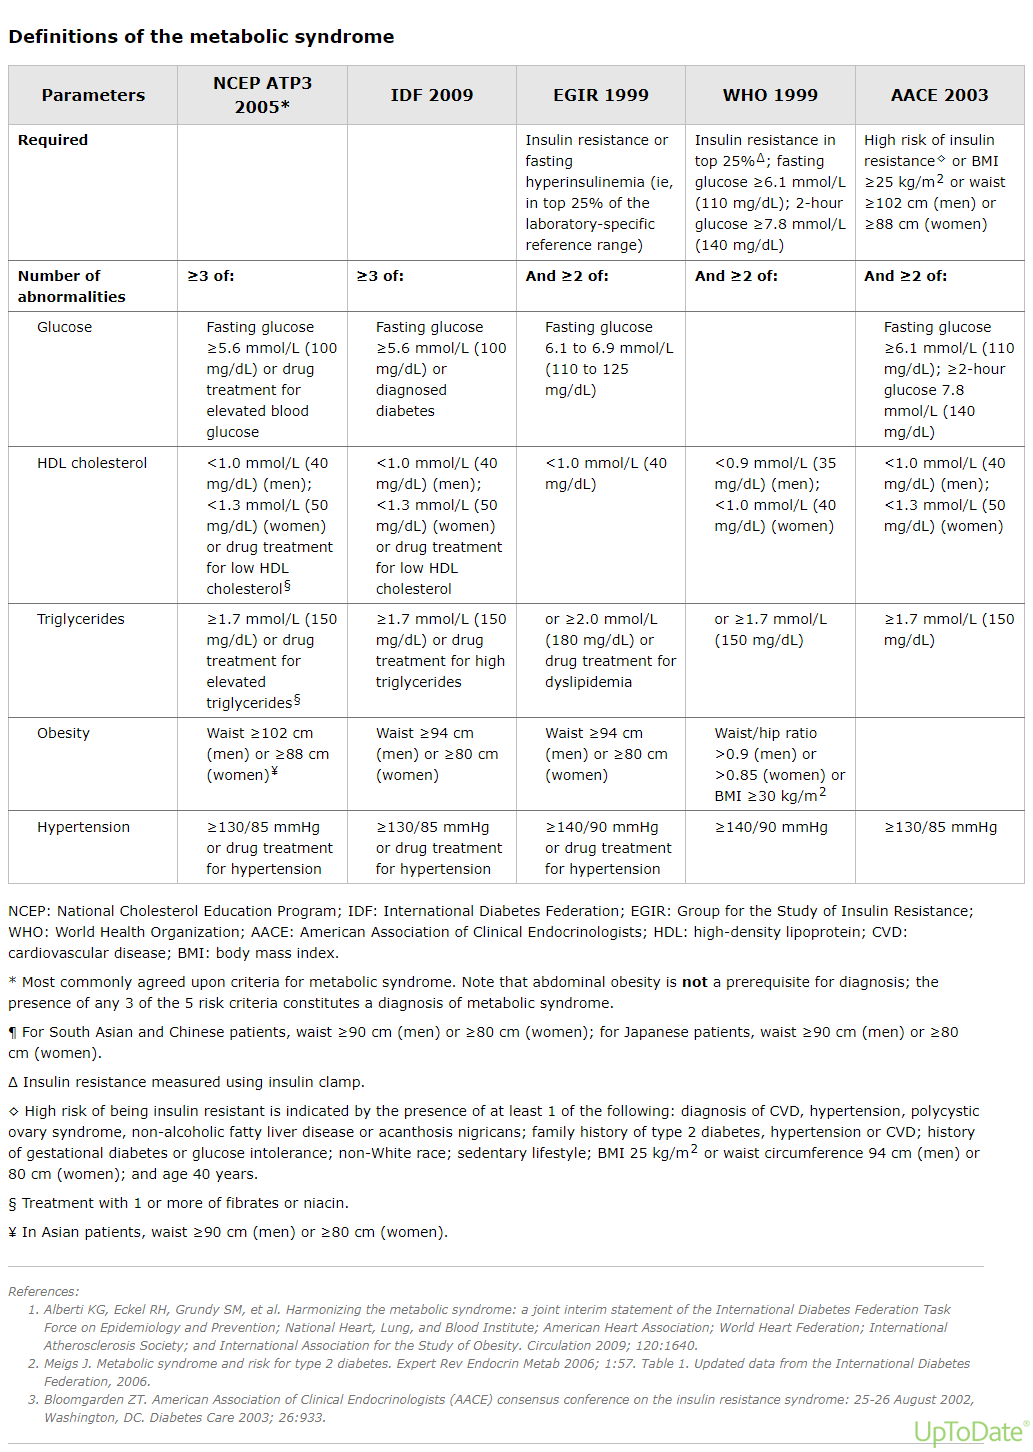 Definitions of the metabolic syndrome
Parameters
NCEP ATP3
2005*
IDF 2009
EGIR 1999
WHO 1999
AACE 2003
Required
Insulin resistance or
fasting
hyperinsulinemia (ie,
in top 25% of the
laboratory-specific
reference range)
Insulin resistance in
top 25%Δ; fasting
glucose ≥6.1 mmol/L
(110 mg/dL); 2-hour
glucose ≥7.8 mmol/L
(140 mg/dL)
High risk of insulin
resistance◇ or BMI
≥25 kg/m2 or waist
≥102 cm (men) or
≥88 cm (women)
Number of
abnormalities
≥3 of:
≥3 of:
And ≥2 of:
And ≥2 of:
And ≥2 of:
Glucose
Fasting glucose
≥5.6 mmol/L (100
mg/dL) or drug
treatment for
elevated blood
glucose
Fasting glucose
≥5.6 mmol/L (100
mg/dL) or
diagnosed
diabetes
Fasting glucose
6.1 to 6.9 mmol/L
(110 to 125
mg/dL)
Fasting glucose
≥6.1 mmol/L (110
mg/dL); ≥2-hour
glucose 7.8
mmol/L (140
mg/dL)
HDL cholesterol
<1.0 mmol/L (40
mg/dL) (men);
<1.3 mmol/L (50
mg/dL) (women)
or drug treatment
for low HDL
cholesterol§
<1.0 mmol/L (40
mg/dL) (men);
<1.3 mmol/L (50
mg/dL) (women)
or drug treatment
for low HDL
cholesterol
<1.0 mmol/L (40
mg/dL)
<0.9 mmol/L (35
mg/dL) (men);
<1.0 mmol/L (40
mg/dL) (women)
<1.0 mmol/L (40
mg/dL) (men);
<1.3 mmol/L (50
mg/dL) (women)
Triglycerides
≥1.7 mmol/L (150
mg/dL) or drug
treatment for
elevated
triglycerides§
≥1.7 mmol/L (150
mg/dL) or drug
treatment for high
triglycerides
or ≥2.0 mmol/L
(180 mg/dL) or
drug treatment for
dyslipidemia
or ≥1.7 mmol/L
(150 mg/dL)
≥1.7 mmol/L (150
mg/dL)
Obesity
Waist ≥102 cm
(men) or ≥88 cm
(women)¥
Waist ≥94 cm
(men) or ≥80 cm
(women)
Waist ≥94 cm
(men) or ≥80 cm
(women)
Waist/hip ratio
>0.9 (men) or
>0.85 (women) or
BMI ≥30 kg/m2
Hypertension
≥130/85 mmHg
or drug treatment
for hypertension
≥130/85 mmHg
or drug treatment
for hypertension
≥140/90 mmHg
or drug treatment
for hypertension
≥140/90 mmHg
≥130/85 mmHg
NCEP: National Cholesterol Education Program; IDF: International Diabetes Federation; EGIR: Group for the Study of Insulin Resistance;
WHO: World Health Organization; AACE: American Association of Clinical Endocrinologists; HDL: high-density lipoprotein; CVD:
cardiovascular disease; BMI: body mass index.
* Most commonly agreed upon criteria for metabolic syndrome. Note that abdominal obesity is not a prerequisite for diagnosis; the
presence of any 3 of the 5 risk criteria constitutes a diagnosis of metabolic syndrome.
¶ For South Asian and Chinese patients, waist ≥90 cm (men) or ≥80 cm (women); for Japanese patients, waist ≥90 cm (men) or ≥80
cm (women).
Δ Insulin resistance measured using insulin clamp.
◇ High risk of being insulin resistant is indicated by the presence of at least 1 of the following: diagnosis of CVD, hypertension, polycystic
ovary syndrome, non-alcoholic fatty liver disease or acanthosis nigricans; family history of type 2 diabetes, hypertension or CVD; history
of gestational diabetes or glucose intolerance; non-White race; sedentary lifestyle; BMI 25 kg/m2 or waist circumference 94 cm (men) or
80 cm (women); and age 40 years.
§ Treatment with 1 or more of fibrates or niacin.
¥ In Asian patients, waist ≥90 cm (men) or ≥80 cm (women).
References:
1. Alberti KG, Eckel RH, Grundy SM, et al. Harmonizing the metabolic syndrome: a joint interim statement of the International Diabetes Federation Task
Force on Epidemiology and Prevention; National Heart, Lung, and Blood Institute; American Heart Association; World Heart Federation; International
Atherosclerosis Society; and International Association for the Study of Obesity. Circulation 2009; 120:1640.
2. Meigs J. Metabolic syndrome and risk for type 2 diabetes. Expert Rev Endocrin Metab 2006; 1:57. Table 1. Updated data from the International Diabetes
Federation, 2006.
3. Bloomgarden ZT. American Association of Clinical Endocrinologists (AACE) consensus conference on the insulin resistance syndrome: 25-26 August 2002,
Washington, DC. Diabetes Care 2003; 26:933.
UpToDate®